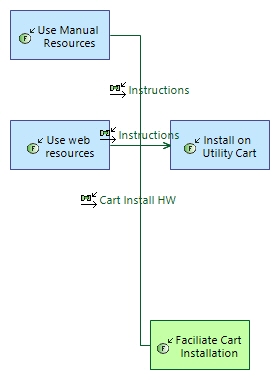 Use Manual
Resources
Instructions
Use web
resources
Instructions
Install on
Utility Cart
Cart Install HW
Faciliate Cart
Installation